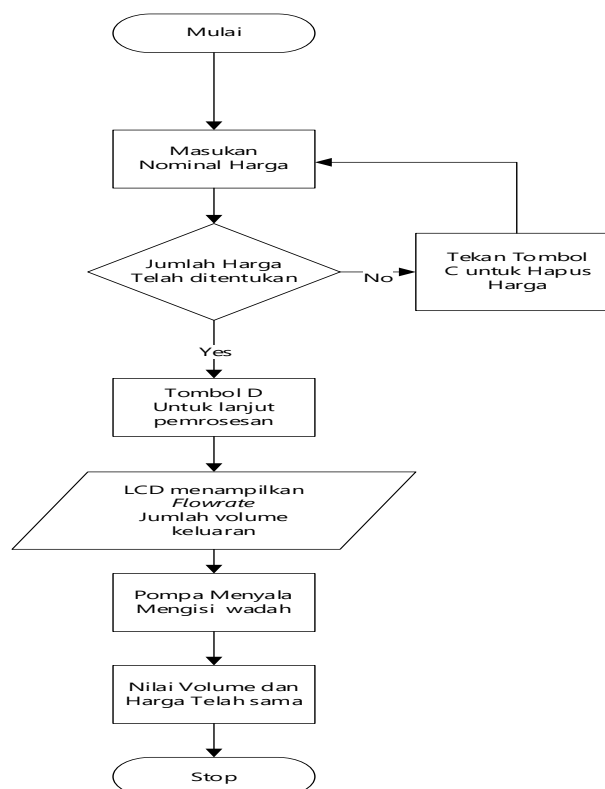 Mulai
Masukan
Nominal Harga
Jumlah Harga
Telah ditentukan
No
Tekan Tombol
C untuk Hapus
Harga
Yes
Tombol D
Untuk lanjut
pemrosesan
LCD menampilkan
Flowrate
Jumlah volume
keluaran
Pompa Menyala
Mengisi wadah
Nilai Volume dan
Harga Telah sama
Stop